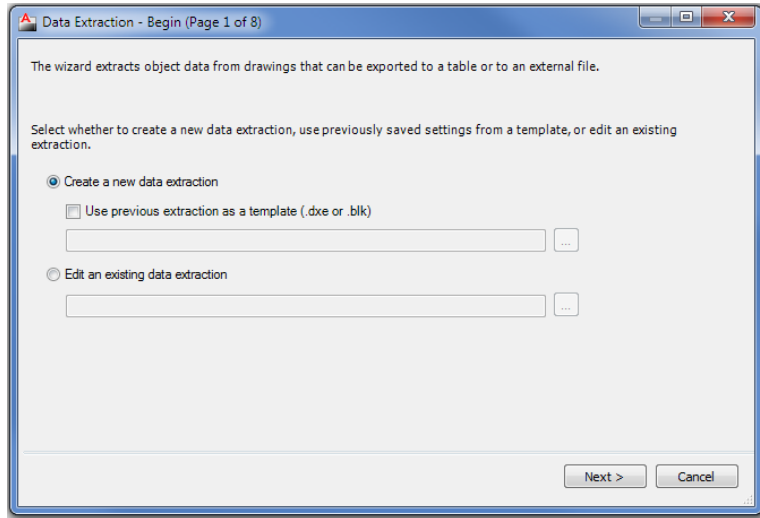 Data Extraction - Begin (Page 1 of 8)
The wizard extracts object data from drawings that can be exported to a table or to an external file.
Select whether to create a new data extraction, use previously saved settings from a template, or edit an existing
extraction.
Create a new data extraction
Use previous extraction as a template (.dxe or .blk)
...
Edit an existing data extraction
...
Next > Cancel